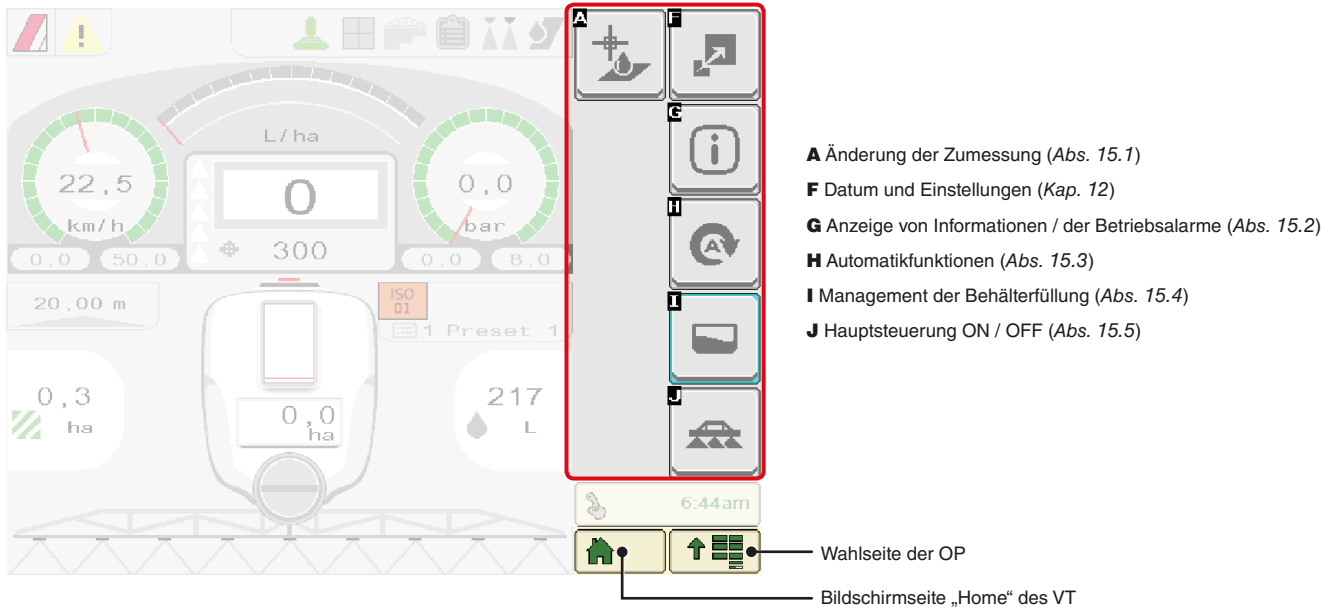 A
F
G
H
A
I
J
L/ha
22,5
km/h
0,0
50,0
0
300
0,0
bar
0,0
8,0
20,00 m
ISO
01
1 Preset 1
0,3
ha
0,0
ha
217
L
6:44am
A Änderung der Zumessung (Abs. 15.1)
F Datum und Einstellungen (Kap. 12)
G Anzeige von Informationen / der Betriebsalarme (Abs. 15.2)
H Automatikfunktionen (Abs. 15.3)
I Management der Behälterfüllung (Abs. 15.4)
J Hauptsteuerung ON / OFF (Abs. 15.5)
Wahlseite der OP
Bildschirmseite „Home“ des VT